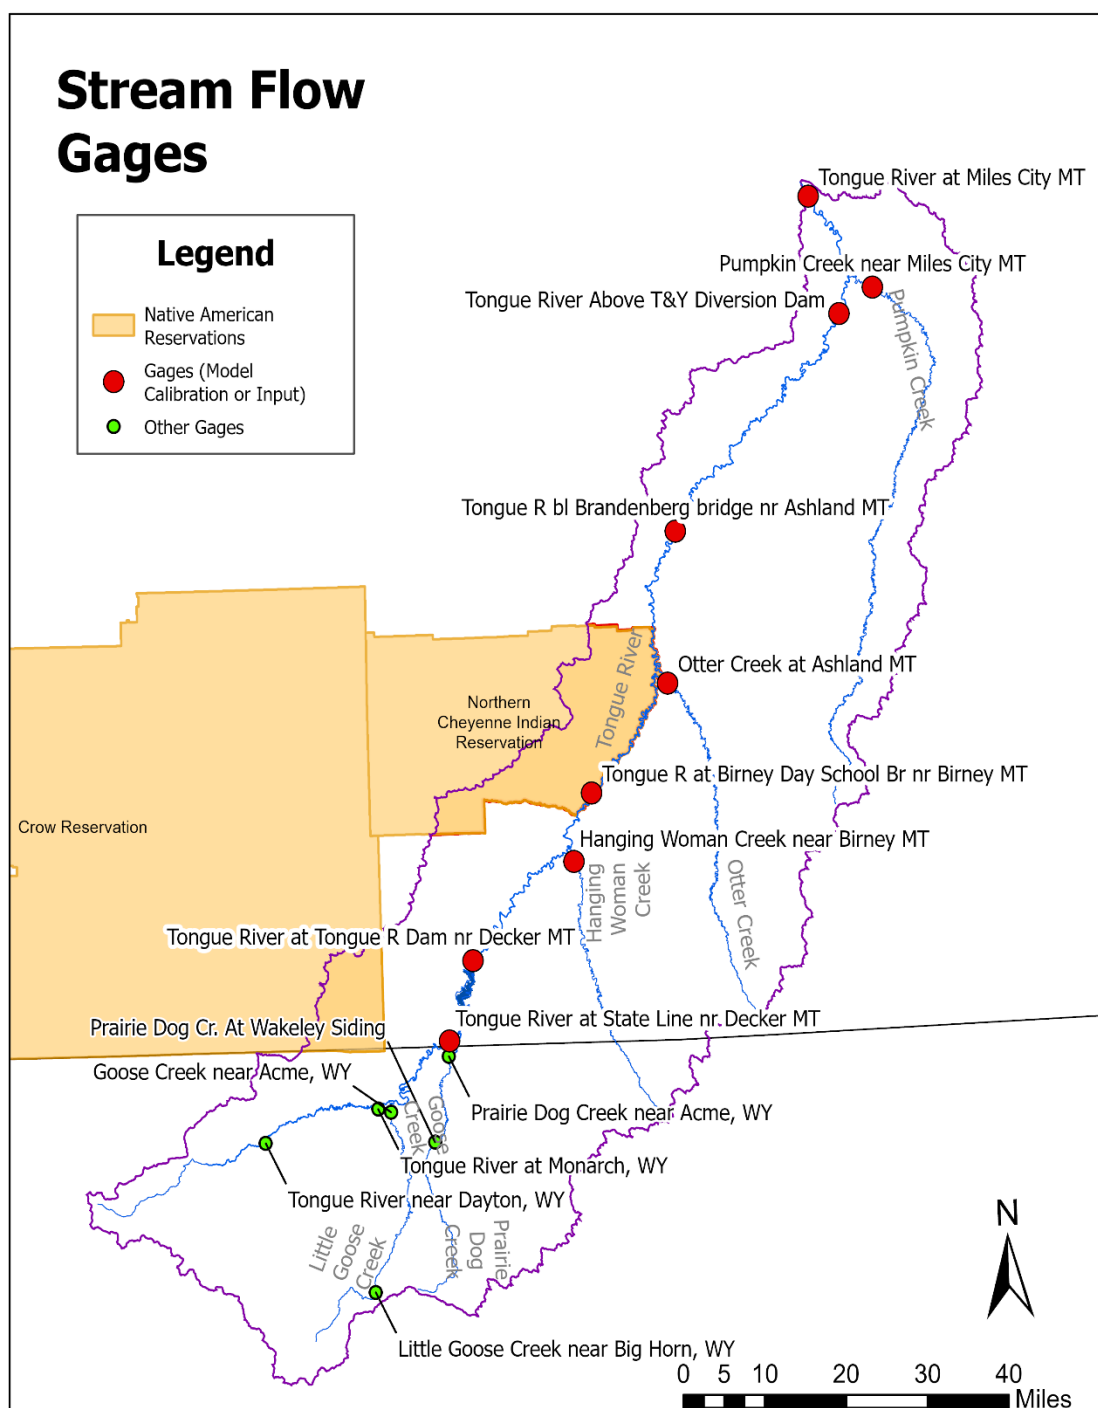 Stream Flow
Gages
Legend
Native American
Reservations
Gages (Model
Calibration or Input)
Other Gages
Tongue River at Miles City MT
Pumpkin Creek near Miles City MT
Tongue River Above T&Y Diversion Dam
Pumpkin Creek
Tongue R bl Brandenberg bridge nr Ashland MT
Tongue River
Otter Creek at Ashland MT
Northern
Cheyenne Indian
Reservation
Tongue R at Birney Day School Br nr Birney MT
Crow Reservation
Hanging Woman Creek near Birney MT
Hanging
Woman
Creek
Otter Creek
Tongue River at Tongue R Dam nr Decker MT
Prairie Dog Cr. At Wakeley Siding
Tongue River at State Line nr Decker MT
Goose Creek near Acme, WY
Goose
Creek
Prairie Dog Creek near Acme, WY
Tongue River at Monarch, WY
Tongue River near Dayton, WY
Little
Goose
Creek
Prairie
Dog
Creek
Little Goose Creek near Big Horn, WY
N
0 5 10 20 30 40
Miles